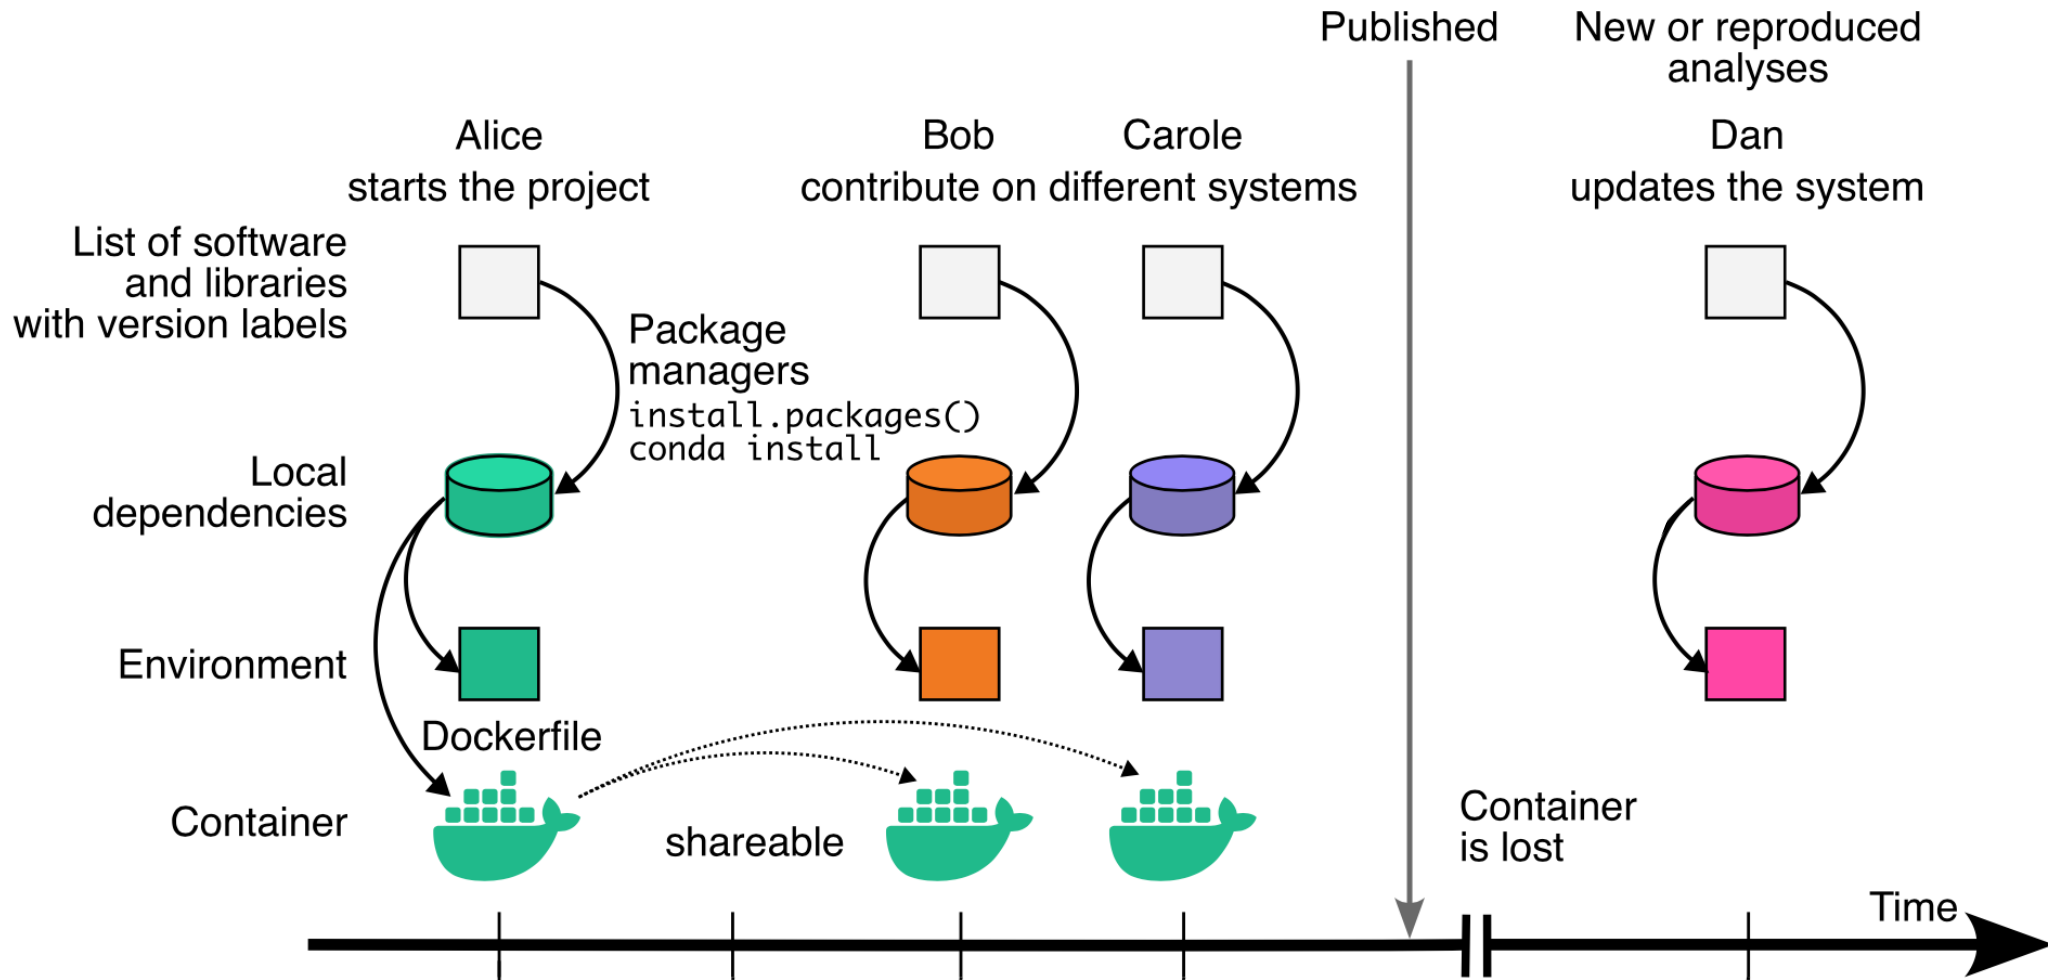 Published
New or reproduced
analyses
Alice
starts the project
Bob
Carole
contribute on different systems
Dan
updates the system
List of software
and libraries
with version labels
Package
managers
install.packages()
conda install
Local
dependencies
Environment
Dockerfile
Container
shareable
Container
is lost
Time